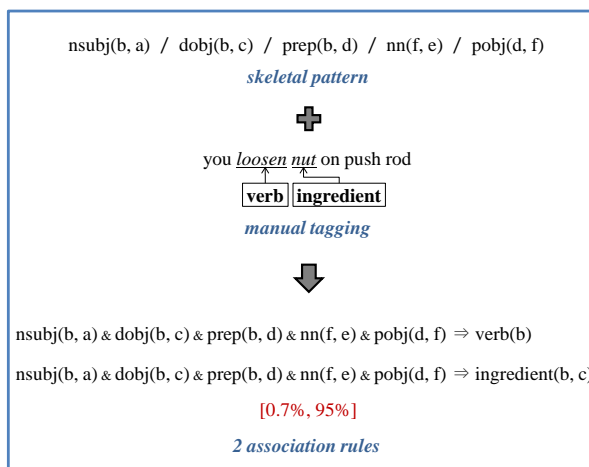 nsubj(b, a) / dobj(b, c) / prep(b, d) / nn(f, e) / pobj(d, f)
skeletal pattern
you loosen nut on push rod
verb ingredient
manual tagging
nsubj(b, a) & dobj(b, c) & prep(b, d) & nn(f, e) & pobj(d, f) ⇒ verb(b)
nsubj(b, a) & dobj(b, c) & prep(b, d) & nn(f, e) & pobj(d, f) ⇒ ingredient(b, c)
[0.7%, 95%]
2 association rules